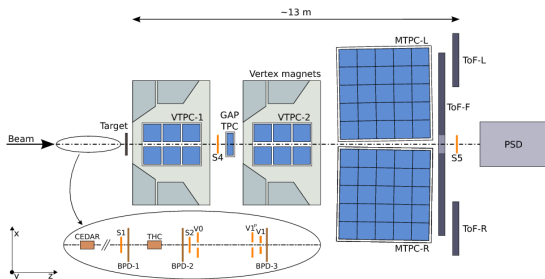 ~13 m
MTPC-L
ToF-L
Vertex magnets
GAP
TPC
VTPC-1
VTPC-2
ToF-F
Target
Beam
S4
S5
PSD
MTPC-R
ToF-R
CEDAR
S1
THC
S2
V0
V1ᵖ
V1
BPD-1
BPD-2
BPD-3
x
y
z